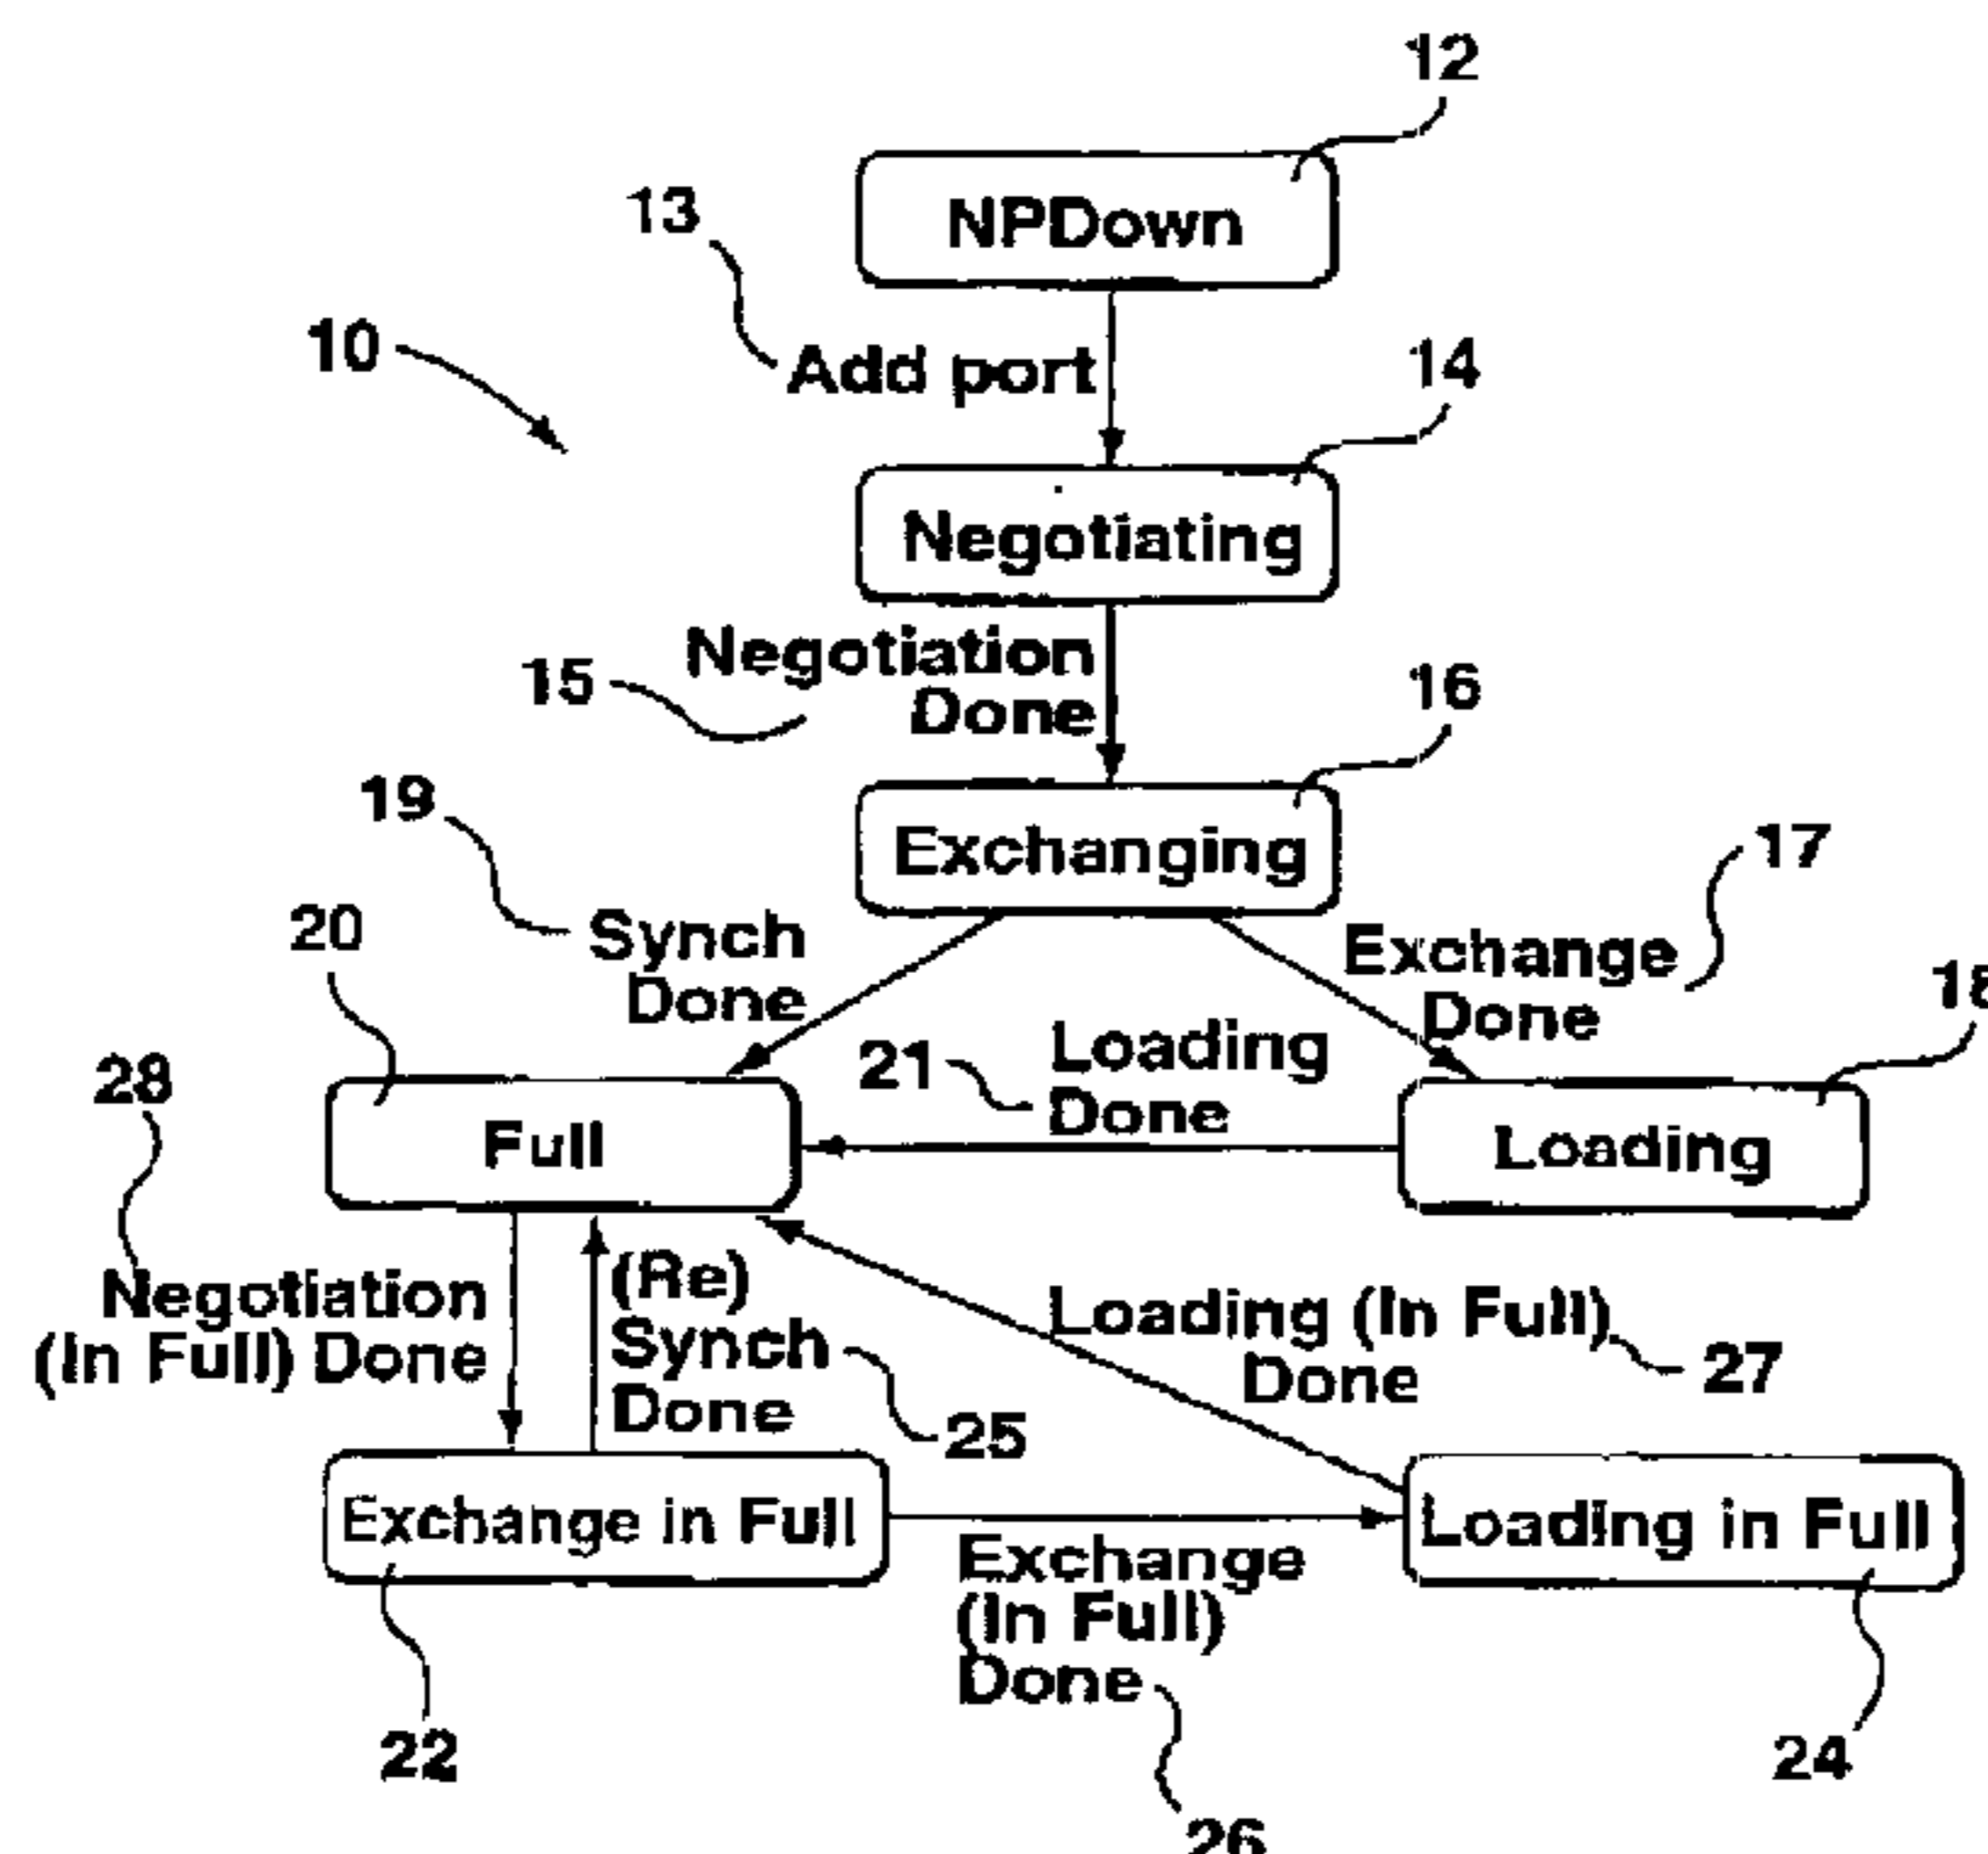 12
NPDown
13
Add port
10
14
Negotiating
Negotiation
Done
15
16
Exchanging
19
17
Synch
Done
Exchange
Done
20
18
21
Loading
Done
28
Full
Loading
Negotiation
(In Full) Done
(Re)
Synch
Done
25
Loading (In Full)
Done
27
Exchange in Full
Loading in Full
Exchange
(In Full)
Done
22
24
26